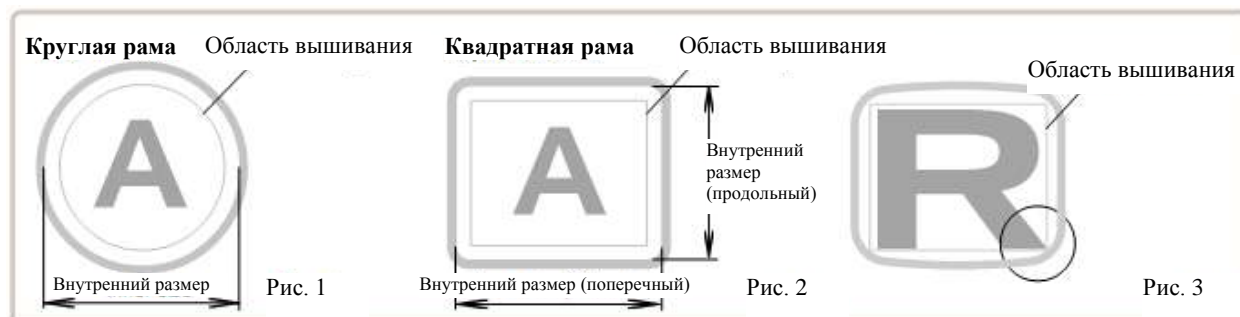 Круглая рама
Область вышивания
A
Внутренний размер
Рис. 1
Квадратная рама
Область вышивания
A
Внутренний
размер
(продольный)
Внутренний размер (поперечный)
Рис. 2
Область вышивания
R
Рис. 3